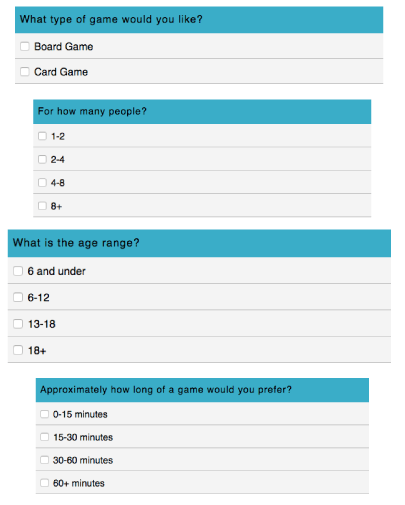 What type of game would you like?
Board Game
Card Game
For how many people?
1-2
2-4
4-8
8+
What is the age range?
6 and under
6-12
13-18
18+
Approximately how long of a game would you prefer?
0-15 minutes
15-30 minutes
30-60 minutes
60+ minutes